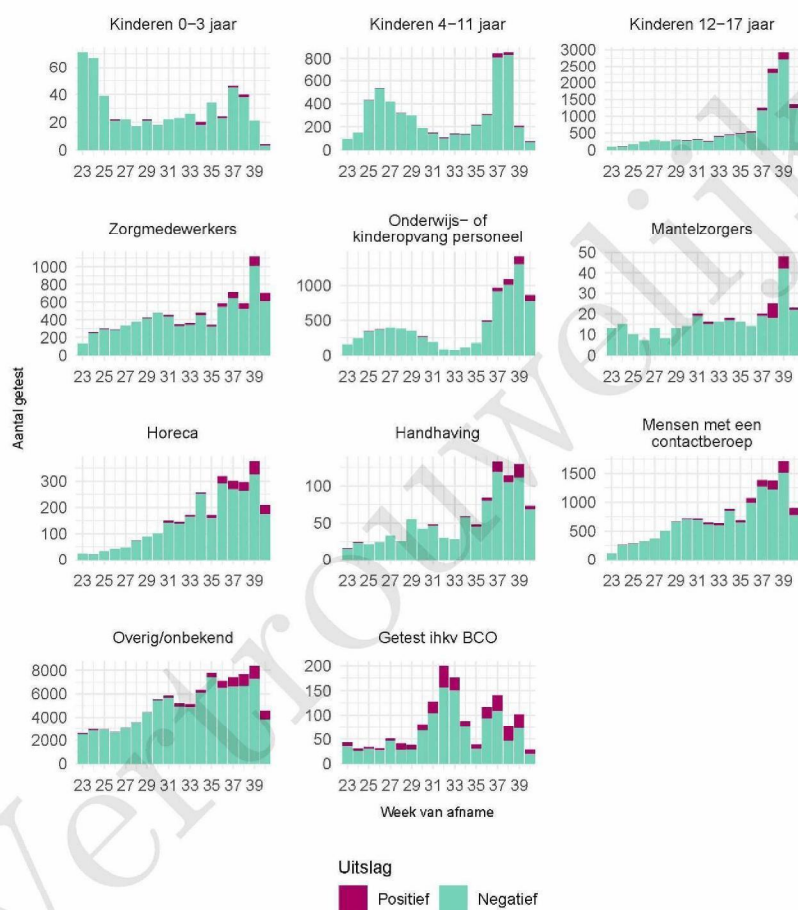 Kinderen 0−3 jaar
Kinderen 4−11 jaar
Kinderen 12−17 jaar
60
40
20
0
23 25 27 29 31 33 35 37 39
800
600
400
200
0
23 25 27 29 31 33 35 37 39
3000
2500
2000
1500
1000
500
0
23 25 27 29 31 33 35 37 39
Zorgmedewerkers
Onderwijs− of
kinderopvang personeel
Mantelzorgers
1000
800
600
400
200
0
23 25 27 29 31 33 35 37 39
1000
500
0
23 25 27 29 31 33 35 37 39
50
40
30
20
10
0
23 25 27 29 31 33 35 37 39
Aantal getest
Horeca
Handhaving
Mensen met een
contactberoep
300
200
100
0
23 25 27 29 31 33 35 37 39
100
50
0
23 25 27 29 31 33 35 37 39
1500
1000
500
0
23 25 27 29 31 33 35 37 39
Overig/onbekend
Getest ihkv BCO
8000
6000
4000
2000
0
23 25 27 29 31 33 35 37 39
200
150
100
50
0
23 25 27 29 31 33 35 37 39
Week van afname
Uitslag
Positief
Negatief
Vertrouwelijk